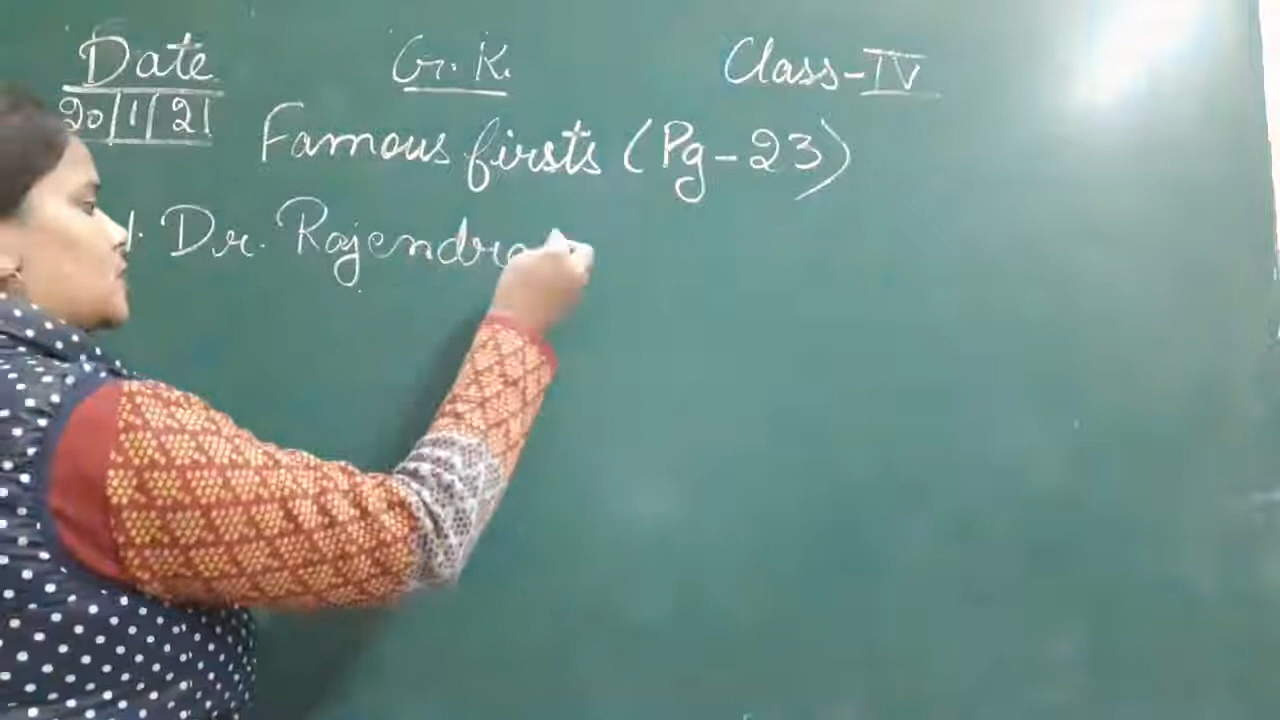 Date G.K. Class-IV
20/1/21
Famous firsts (Pg-23)
1. Dr. Rajendra